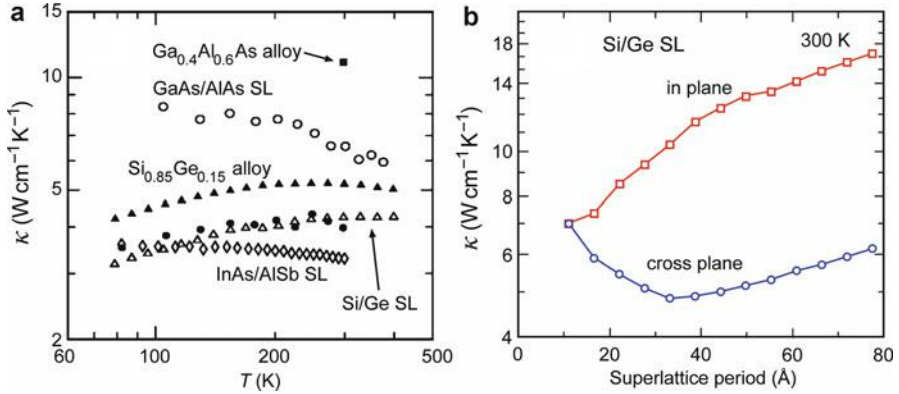 a
κ (W cm⁻¹ K⁻¹)
15
10
5
2
Ga₀.₄Al₀.₆As alloy
GaAs/AlAs SL
Si₀.₈₅Ge₀.₁₅ alloy
InAs/AlSb SL
Si/Ge SL
60 100 200 500
T (K)
b
κ (W cm⁻¹ K⁻¹)
18
14
10
8
6
4
Si/Ge SL
300 K
in plane
cross plane
0 20 40 60 80
Superlattice period (Å)